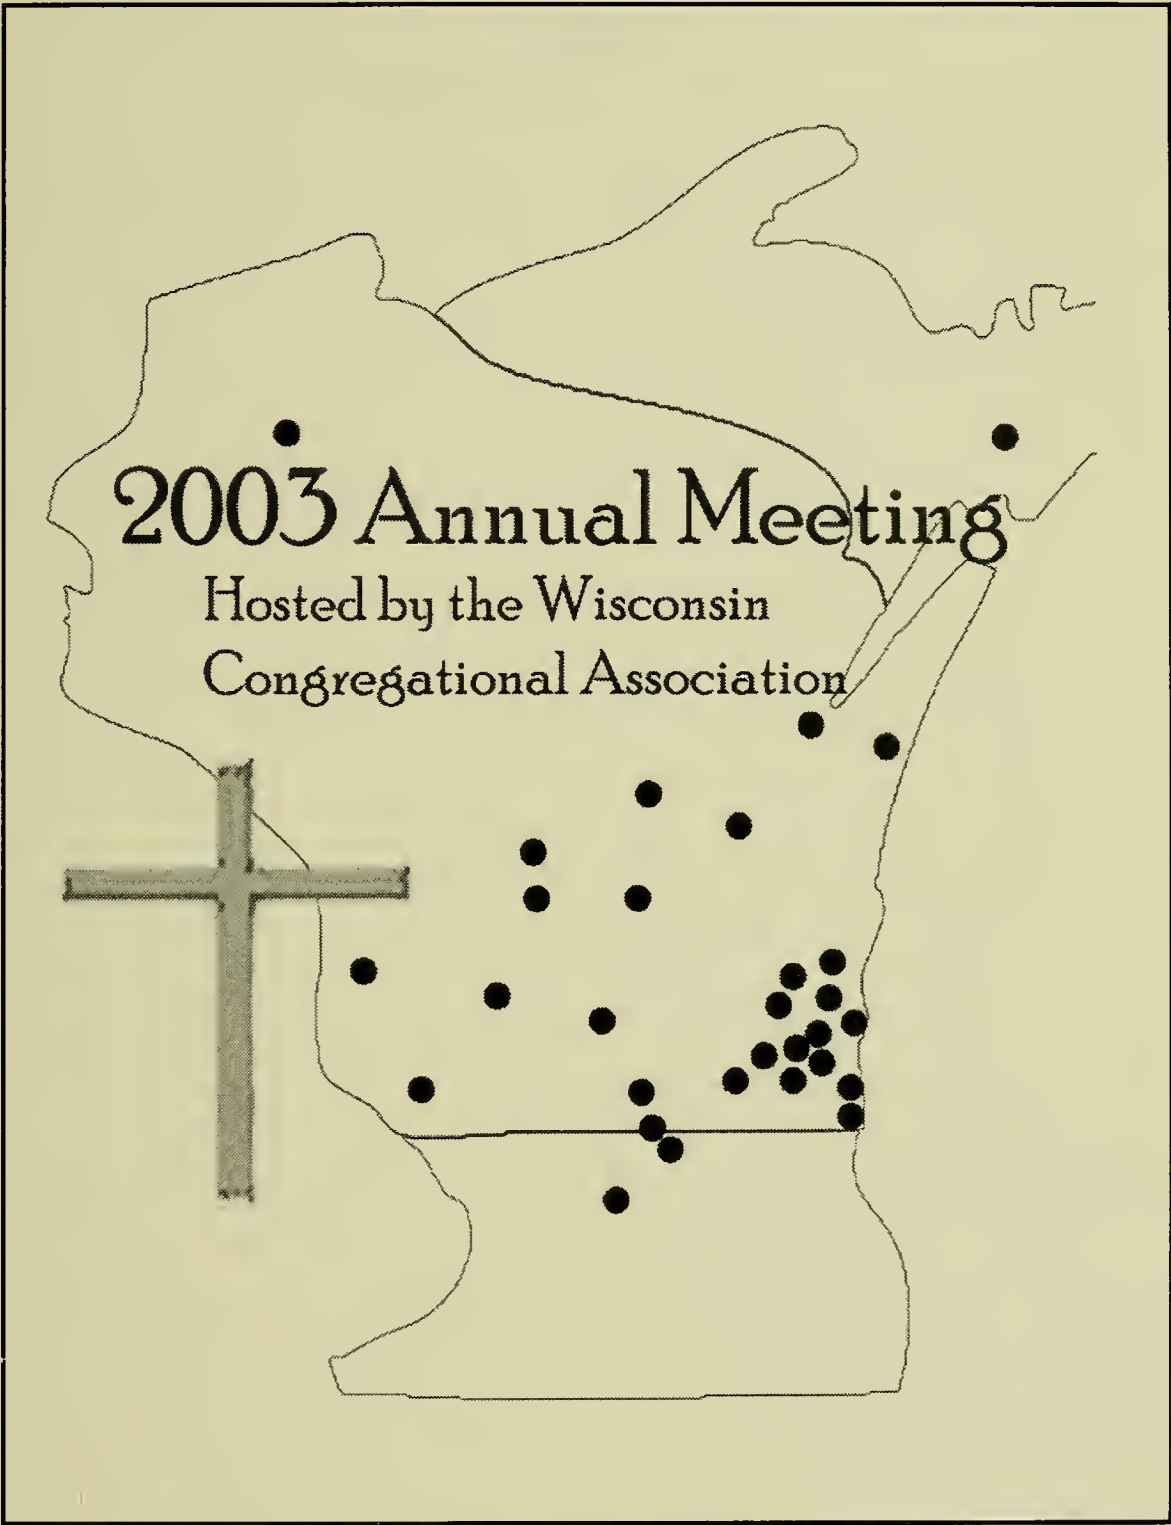 2003 Annual Meeting
Hosted by the Wisconsin
Congregational Association